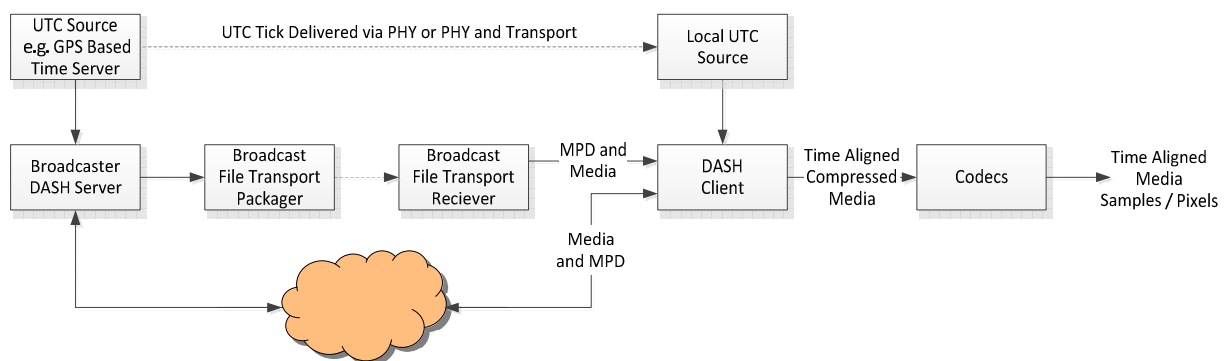 UTC Source
e.g. GPS Based
Time Server
UTC Tick Delivered via PHY or PHY and Transport
Local UTC
Source
Broadcaster
DASH Server
Broadcast
File Transport
Packager
Broadcast
File Transport
Reciever
MPD and
Media
DASH
Client
Time Aligned
Compressed
Media
Codecs
Time Aligned
Media
Samples / Pixels
Media
and MPD